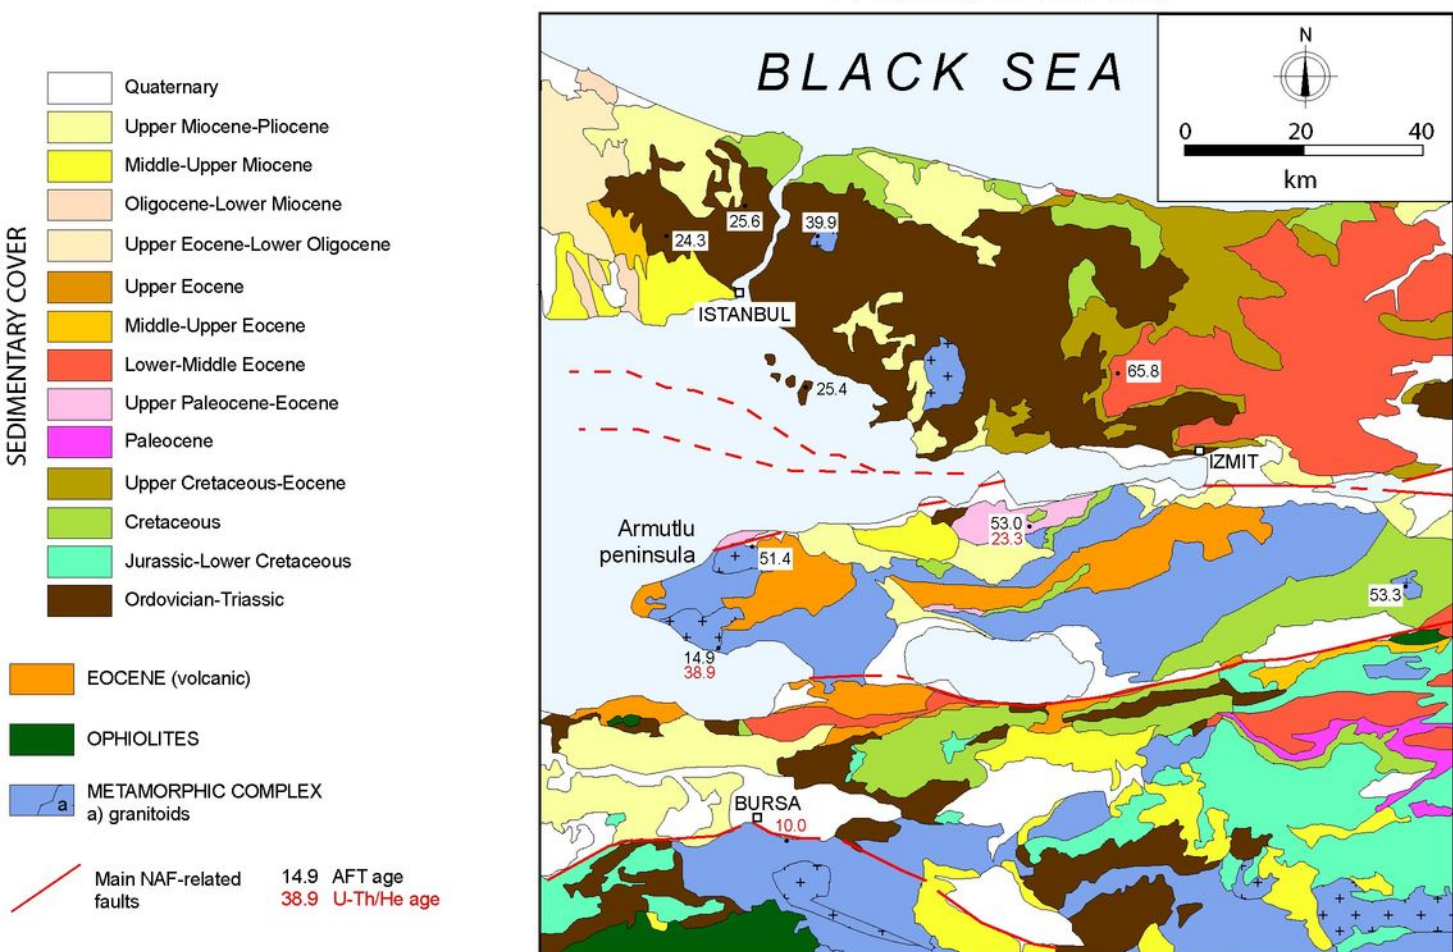 SEDIMENTARY COVER
Quaternary
Upper Miocene-Pliocene
Middle-Upper Miocene
Oligocene-Lower Miocene
Upper Eocene-Lower Oligocene
Upper Eocene
Middle-Upper Eocene
Lower-Middle Eocene
Upper Paleocene-Eocene
Paleocene
Upper Cretaceous-Eocene
Cretaceous
Jurassic-Lower Cretaceous
Ordovician-Triassic
EOCENE (volcanic)
OPHIOLITES
a
METAMORPHIC COMPLEX
a) granitoids
Main NAF-related
faults
14.9 AFT age
38.9 U-Th/He age
BLACK SEA
N
0 20 40
km
25.6
39.9
24.3
ISTANBUL
65.8
25.4
IZMIT
Armutlu
peninsula
53.0
23.3
51.4
53.3
14.9
38.9
BURSA
10.0